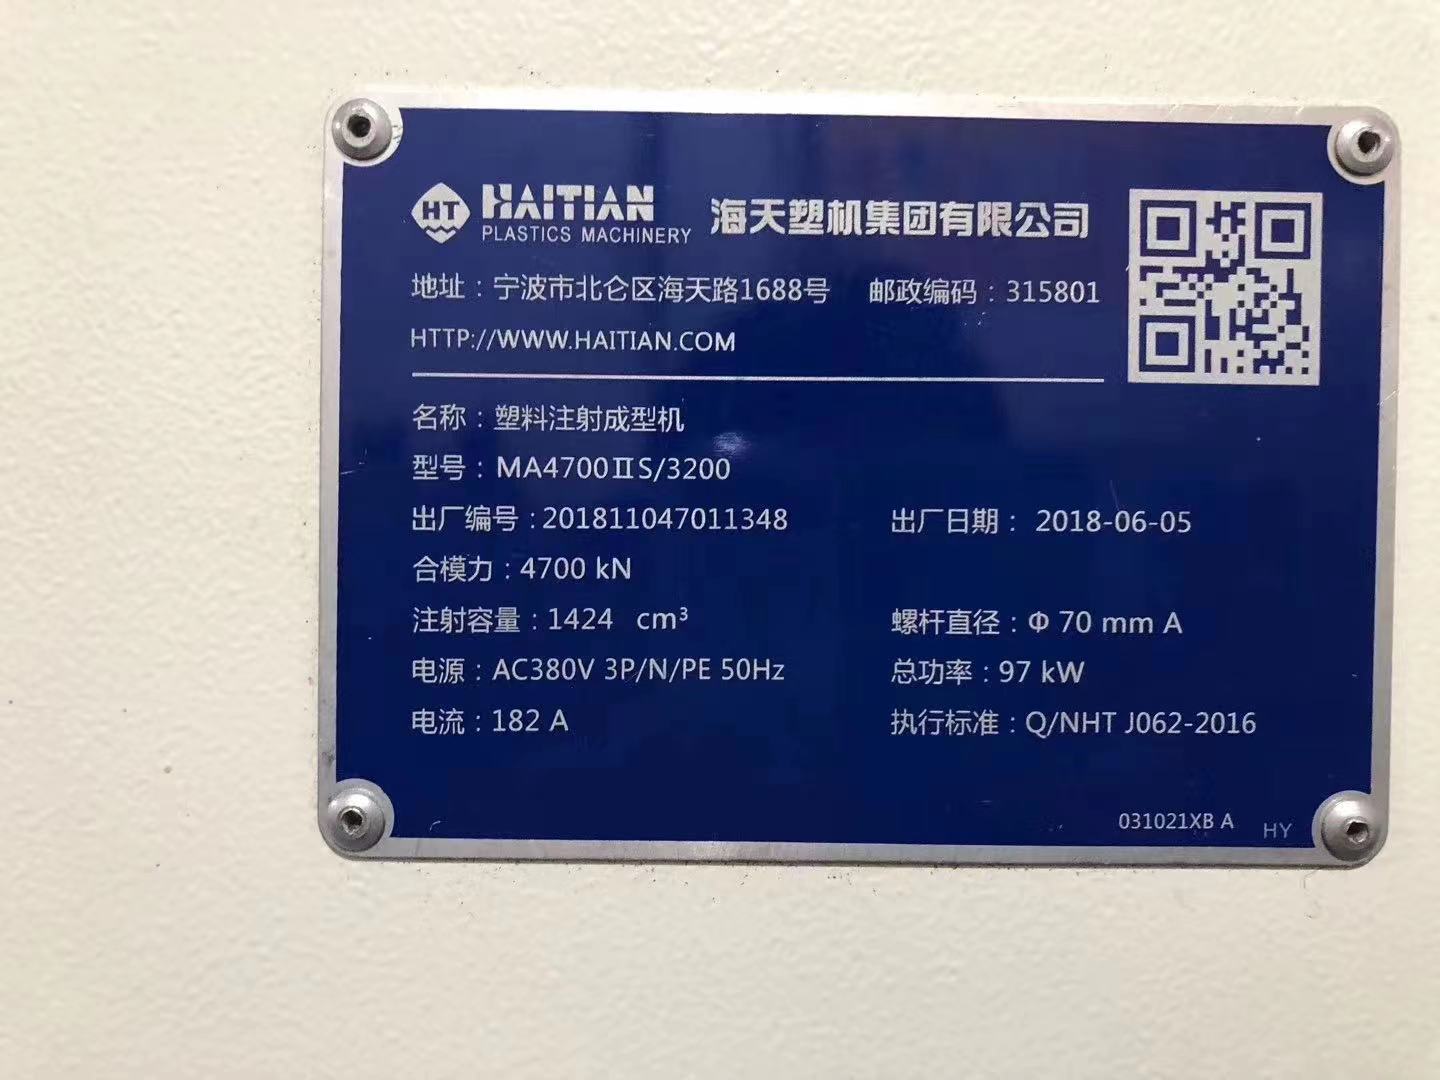 HT HAITIAN 海天塑机集团有限公司
PLASTICS MACHINERY
地址：宁波市北仑区海天路1688号 邮政编码：315801
HTTP://WWW.HAITIAN.COM
名称：塑料注射成型机
型号：MA4700ⅡS/3200
出厂编号：201811047011348 出厂日期： 2018-06-05
合模力：4700 kN
注射容量：1424 cm³ 螺杆直径：Φ 70 mm A
电源：AC380V 3P/N/PE 50Hz 总功率：97 kW
电流：182 A 执行标准：Q/NHT J062-2016
031021XB A HY